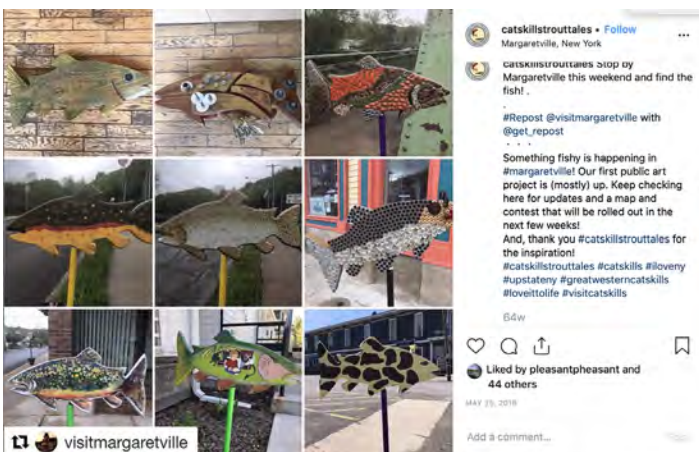 catskillstrouttales • Follow
Margaretville, New York
catskillstrouttales Stop by
Margaretville this weekend and find the
fish! .
.
#Repost @visitmargaretville with
@get_repost
・・・
Something fishy is happening in
#margaretville! Our first public art
project is (mostly) up. Keep checking
here for updates and a map and
contest that will be rolled out in the
next few weeks!
And, thank you #catskillstrouttales for
the inspiration!
#catskillstrouttales #catskills #iloveny
#upstateny #greatwesterncatskills
#loveittolife #visitcatskills
64w
Liked by pleasantpheasant and
44 others
MAY 25, 2018
Add a comment...
visitmargaretville